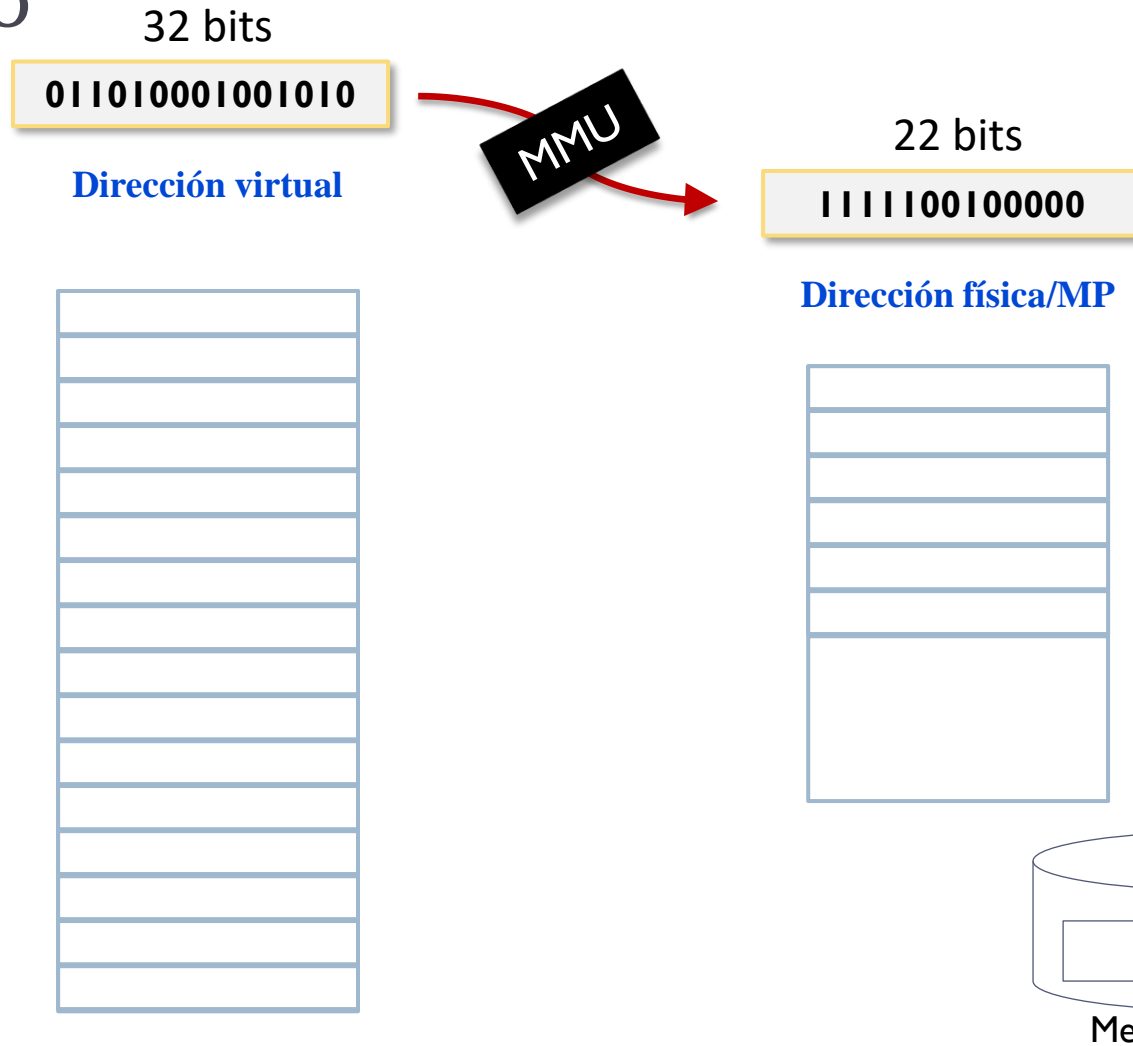 32 bits
011010001001010
MMU
22 bits
1111100100000
Dirección virtual
Dirección física/MP
Me